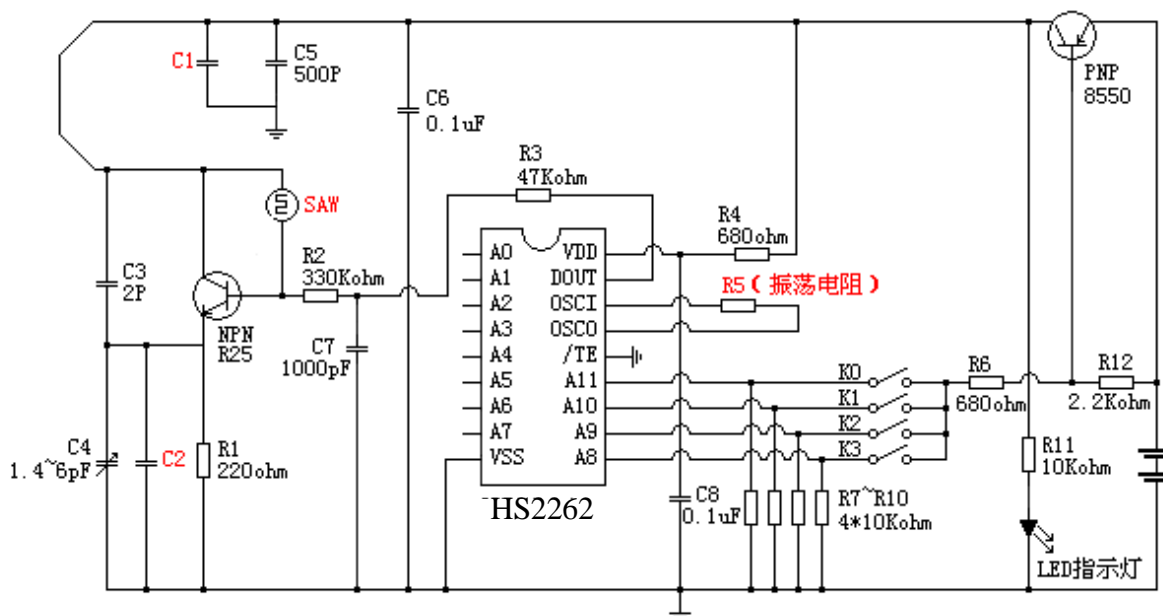 C1
C5
500P
C6
0.1uF
PNP
8550
R3
47Kohm
SAW
R4
680ohm
A0 VDD
A1 DOUT
A2 OSCI
A3 OSCO
A4 /TE
A5 A11
A6 A10
A7 A9
VSS A8
HS2262
R5(振荡电阻)
C3
2P
R2
330Kohm
NPN
R25
C7
1000pF
K0
K1
K2
K3
R6
680ohm
R12
2.2Kohm
C4
1.4~6pF
C2
R1
220ohm
C8
0.1uF
R7~R10
4*10Kohm
R11
10Kohm
LED指示灯